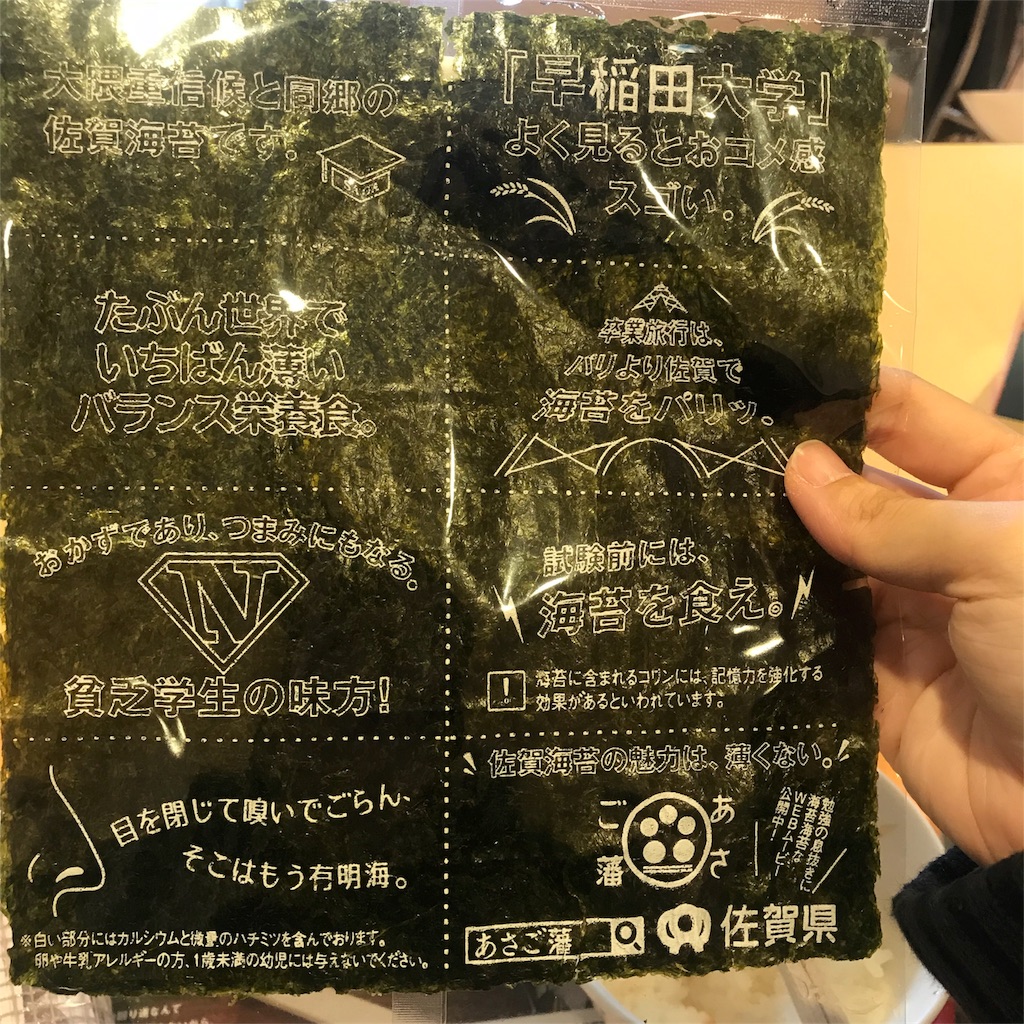 大隈重信候と同郷の
佐賀海苔です。
「早稲田大学」
よく見るとおコメ感
スゴい。
たぶん世界で
いちばん薄い
バランス栄養食。
卒業旅行は、
パリより佐賀で
海苔をパリッ。
おかずであり、つまみにもなる。
N
貧乏学生の味方!
試験前には、
海苔を食え。
! 海苔に含まれるコリンには、記憶力を強化する
効果があるといわれています。
目を閉じて嗅いでごらん、
そこはもう有明海。
※白い部分にはカルシウムと微量のハチミツを含んでおります。
卵や牛乳アレルギーの方、1歳未満の幼児には与えないでください。
佐賀海苔の魅力は、薄くない。
あさ
ご藩
勉強の息抜きに
海苔海苔な
WEBムービー
公開中!
あさご藩
佐賀県